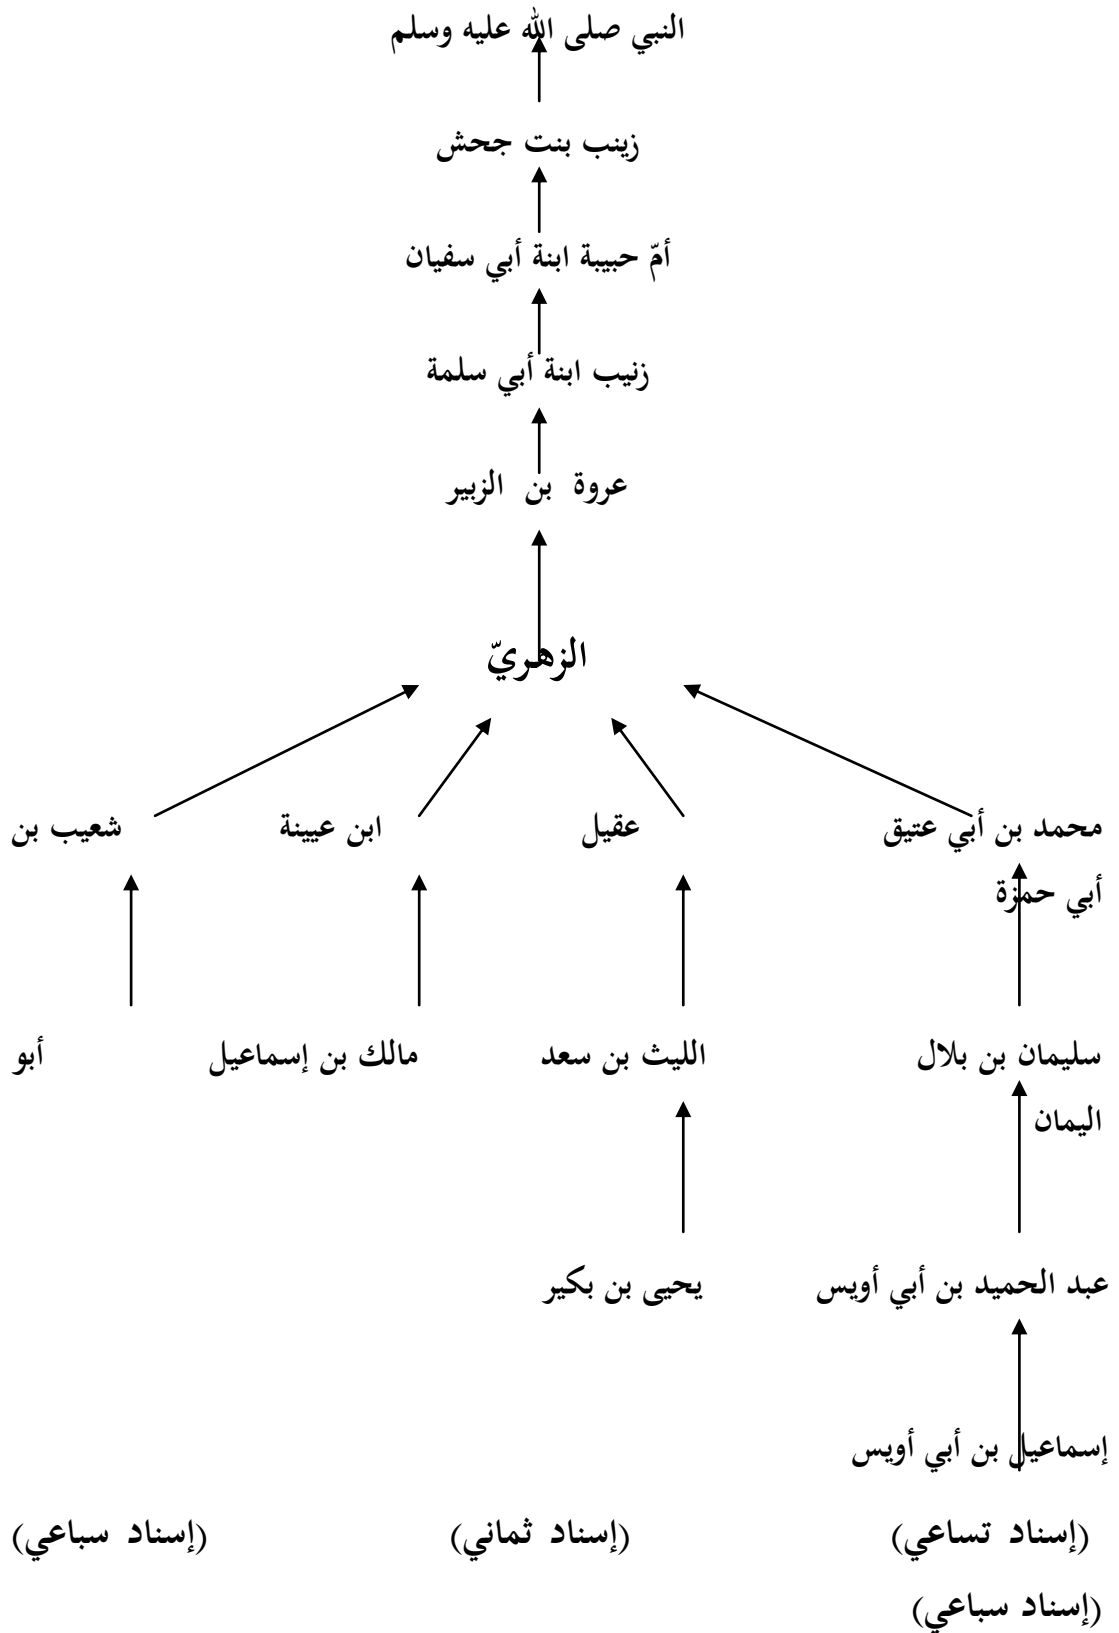 النبي صلى الله عليه وسلم
زينب بنت جحش
أمّ حبيبة ابنة أبي سفيان
زنيب ابنة أبي سلمة
عروة بن الزبير
الزهريّ
محمد بن أبي عتيق عقيل ابن عيينة شعيب بن
أبي حمزة
سليمان بن بلال الليث بن سعد مالك بن إسماعيل أبو
اليمان
عبد الحميد بن أبي أويس يحيى بن بكير
إسماعيل بن أبي أويس
(إسناد تساعي) (إسناد ثماني) (إسناد سباعي)
(إسناد سباعي)